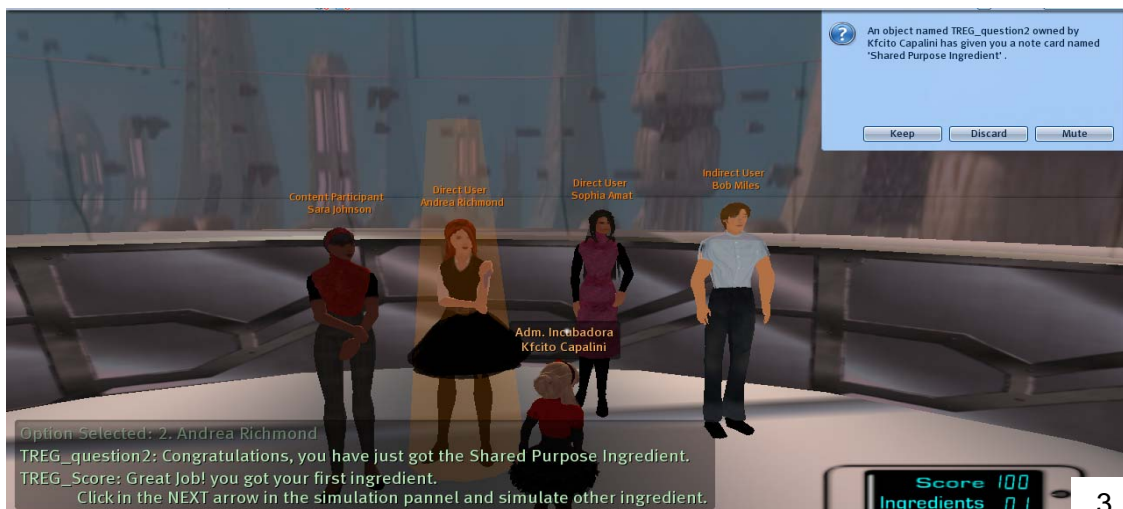 An object named TREG_question2 owned by
Kfcito Capalini has given you a note card named
'Shared Purpose Ingredient' .
Keep
Discard
Mute
Content Participant
Sara Johnson
Direct User
Andrea Richmond
Direct User
Sophia Amat
Indirect User
Bob Miles
Adm. Incubadora
Kfcito Capalini
Option Selected: 2. Andrea Richmond
TREG_question2: Congratulations, you have just got the Shared Purpose Ingredient.
TREG_Score: Great Job! you got your first ingredient.
Click in the NEXT arrow in the simulation pannel and simulate other ingredient.
Score 100
Ingredients 0.1
3